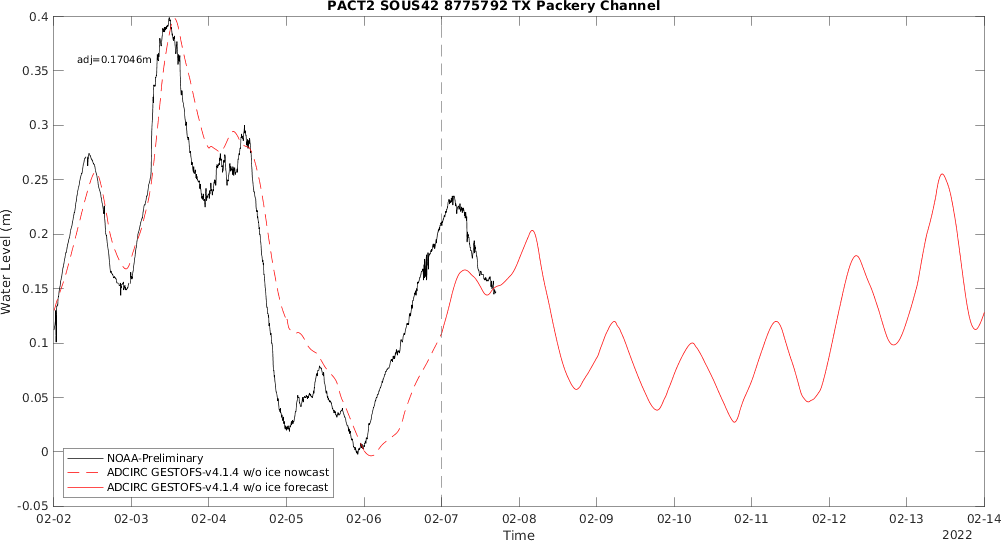 PACT2 SOUS42 8775792 TX Packery Channel
adj=0.17046m
Water Level (m)
0.4
0.35
0.3
0.25
0.2
0.15
0.1
0.05
0
-0.05
NOAA-Preliminary
ADCIRC GESTOFS-v4.1.4 w/o ice nowcast
ADCIRC GESTOFS-v4.1.4 w/o ice forecast
02-02 02-03 02-04 02-05 02-06 02-07 02-08 02-09 02-10 02-11 02-12 02-13 02-14
Time
2022